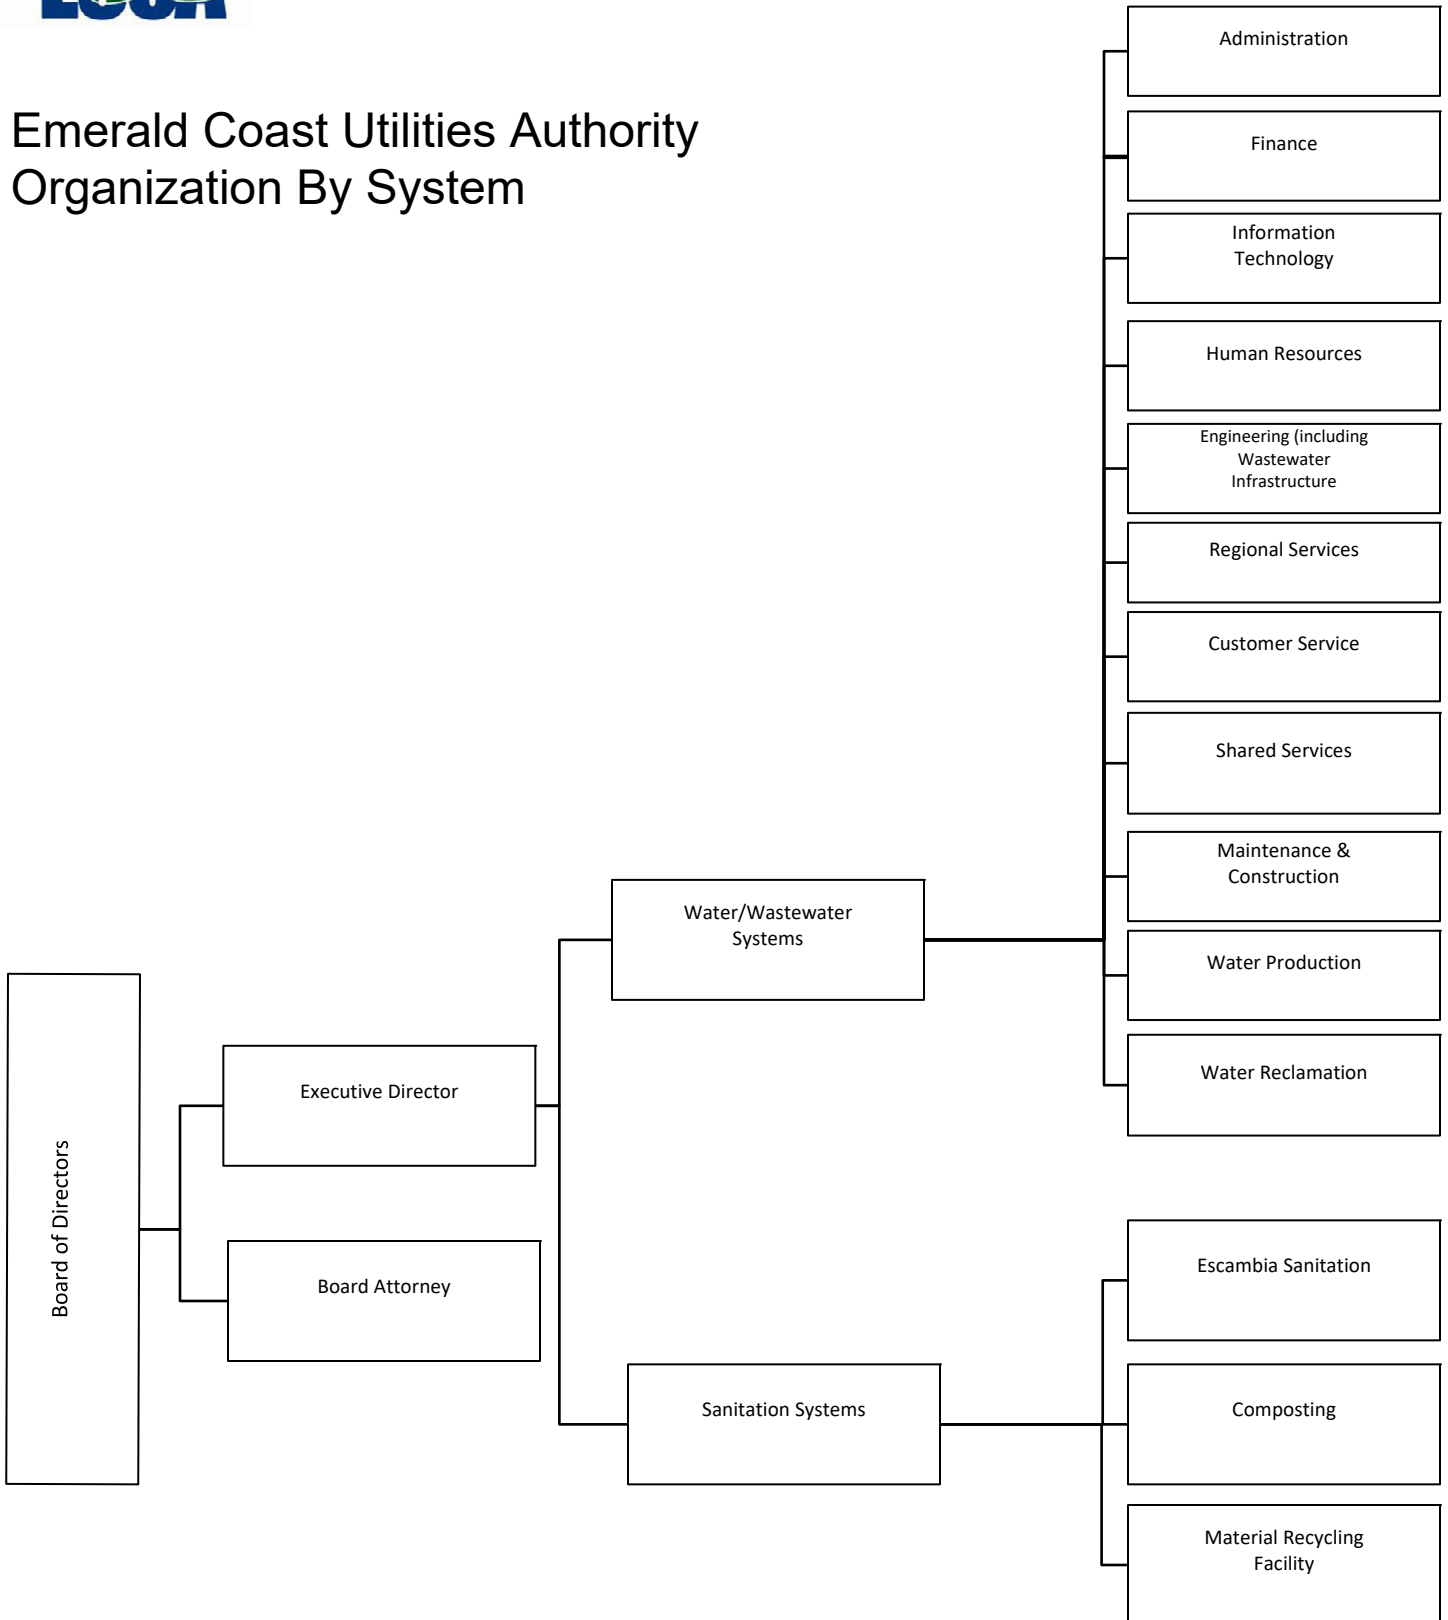 ECUA
Emerald Coast Utilities Authority
Organization By System
Administration
Finance
Information
Technology
Human Resources
Engineering (including
Wastewater
Infrastructure
Regional Services
Customer Service
Shared Services
Maintenance &
Construction
Water/Wastewater
Systems
Water Production
Executive Director
Water Reclamation
Board of Directors
Board Attorney
Escambia Sanitation
Sanitation Systems
Composting
Material Recycling
Facility